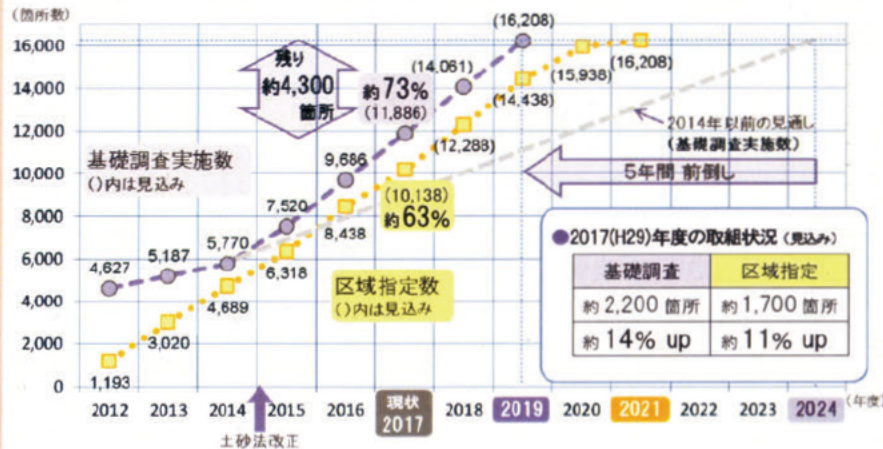 (箇所数)
16,000
14,000
12,000
10,000
8,000
6,000
4,000
2,000
0
残り
約4,300
箇所
約73%
(11,886)
(14,061)
(16,208)
(14,438)
(15,938)
(16,208)
(12,288)
2014年以前の見通し
(基礎調査実施数)
5年間 前倒し
基礎調査実施数
()内は見込み
9,686
7,520
5,770
5,187
4,627
(10,138)
約63%
8,438
6,318
4,689
3,020
1,193
区域指定数
()内は見込み
●2017(H29)年度の取組状況 (見込み)
基礎調査 区域指定
約2,200 箇所 約1,700 箇所
約14% up 約11% up
2012 2013 2014 2015 2016 現状 2017 2018 2019 2020 2021 2022 2023 2024 (年度)
土砂法改正